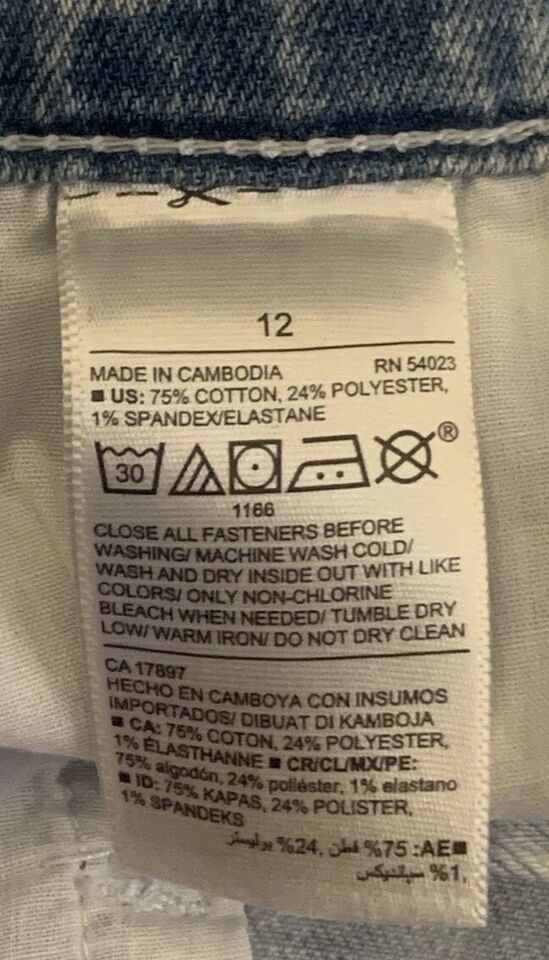 12
MADE IN CAMBODIA RN 54023
■ US: 75% COTTON, 24% POLYESTER,
1% SPANDEX/ELASTANE
30 ®
1166
CLOSE ALL FASTENERS BEFORE
WASHING/ MACHINE WASH COLD/
WASH AND DRY INSIDE OUT WITH LIKE
COLORS/ ONLY NON-CHLORINE
BLEACH WHEN NEEDED/ TUMBLE DRY
LOW/ WARM IRON/ DO NOT DRY CLEAN
CA 17897
HECHO EN CAMBOYA CON INSUMOS
IMPORTADOS/ DIBUAT DI KAMBOJA
■ CA: 75% COTON, 24% POLYESTER,
1% ÉLASTHANNE ■ CR/CL/MX/PE:
75% algodón, 24% poliéster, 1% elastano
■ ID: 75% KAPAS, 24% POLISTER,
1% SPANDEKS
■AE: 75% قطن, 24% بوليستر
,1% سباندیکس